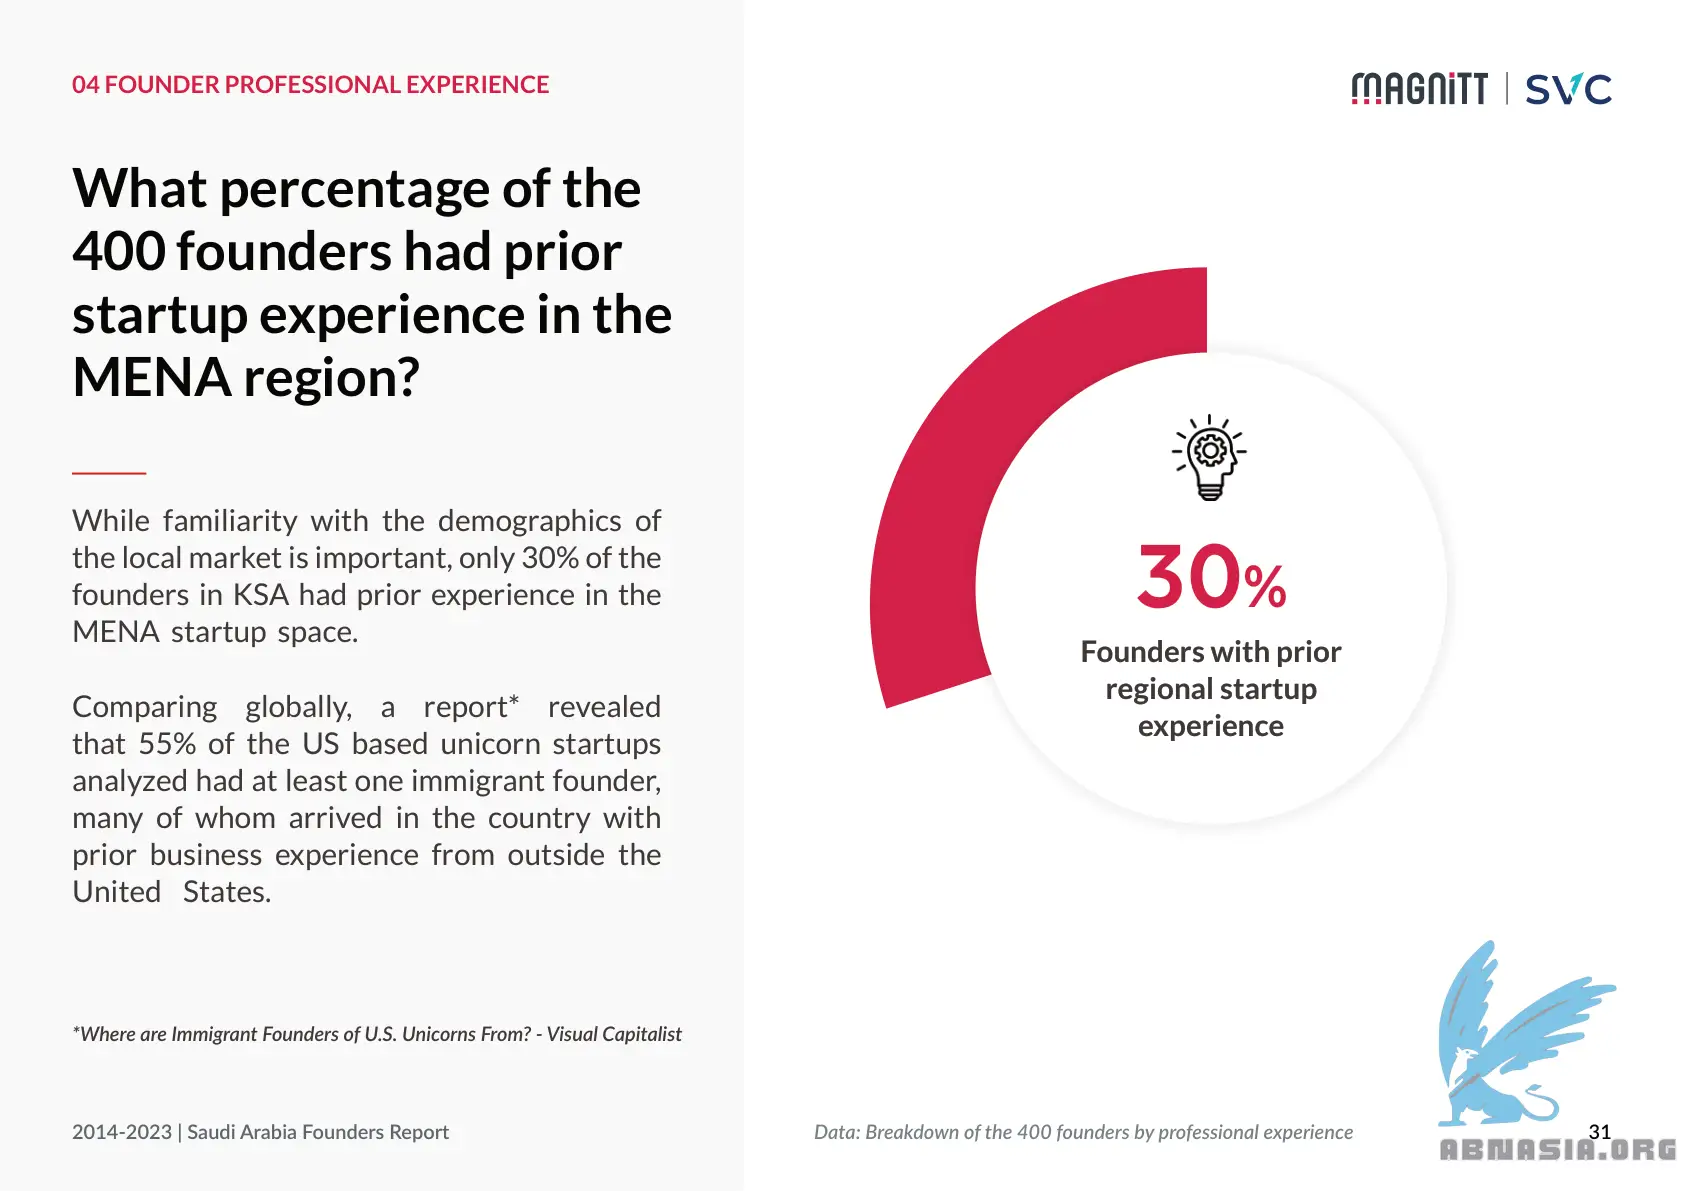 04 FOUNDER PROFESSIONAL EXPERIENCE
MAGNiTT | SVC
What percentage of the
400 founders had prior
startup experience in the
MENA region?
While familiarity with the demographics of
the local market is important, only 30% of the
founders in KSA had prior experience in the
MENA startup space.
Comparing globally, a report* revealed
that 55% of the US based unicorn startups
analyzed had at least one immigrant founder,
many of whom arrived in the country with
prior business experience from outside the
United States.
*Where are Immigrant Founders of U.S. Unicorns From? - Visual Capitalist
30%
Founders with prior
regional startup
experience
2014-2023 | Saudi Arabia Founders Report
Data: Breakdown of the 400 founders by professional experience
31
ABNASIA.ORG